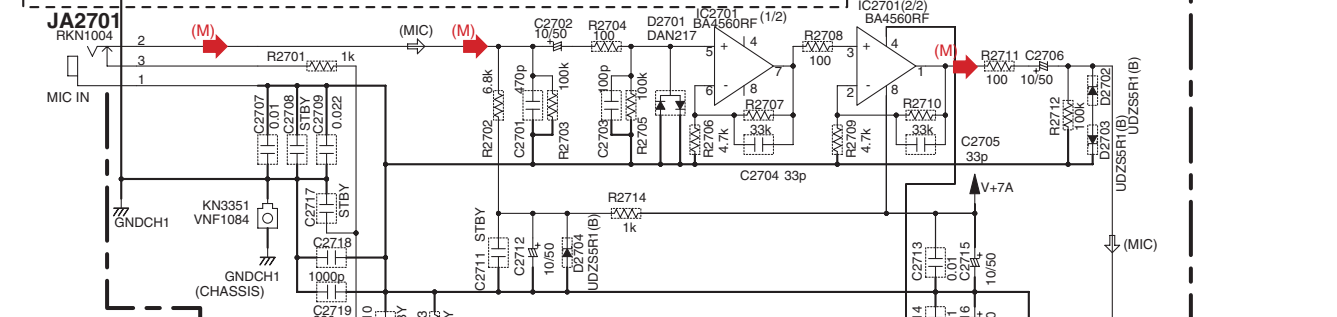 JA2701
RKN1004
2
3
1
MIC IN
(M)
(MIC)
(M)
R2701
1k
C2702
10/50
+
R2704
100
D2701
DAN217
IC2701
BA4560RF
(1/2)
5
+
4
6
-
8
7
R2708
100
IC2701(2/2)
BA4560RF
3
+
4
2
-
8
1
(M)
R2711
100
C2706
+
10/50
D2702
UDZS5R1(B)
D2703
UDZS5R1(B)
R2712
100k
C2707
0.01
C2708
STBY
C2709
0.022
R2702
6.8k
C2701
470p
R2703
100k
C2703
100p
R2705
100k
R2706
4.7k
R2707
33k
C2704 33p
R2709
4.7k
R2710
33k
C2705
33p
V+7A
GNDCH1
KN3351
VNF1084
C2717
STBY
GNDCH1
(CHASSIS)
C2718
1000p
C2719
R2714
1k
C2711
STBY
C2712
+
10/50
D2704
UDZS5R1(B)
C2713
0.01
C2715
+
10/50
(MIC)